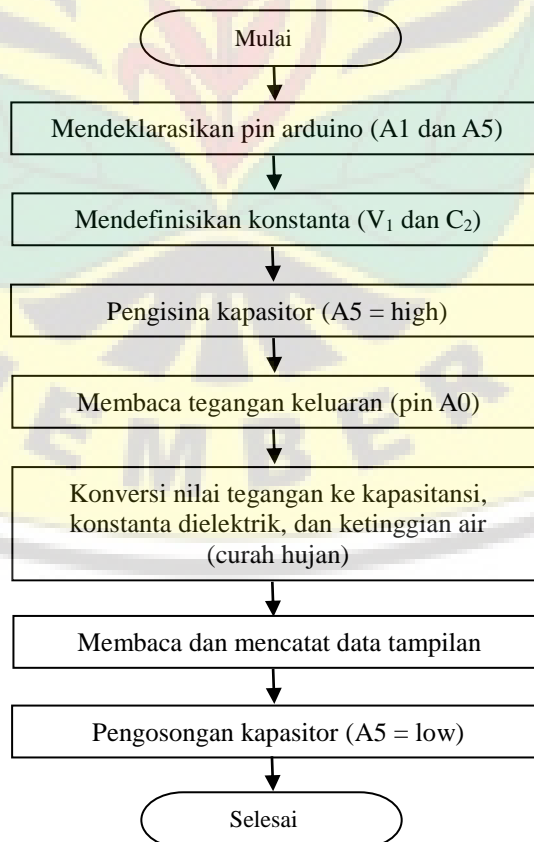 Mulai
Mendeklarasikan pin arduino (A1 dan A5)
Mendefinisikan konstanta (V₁ dan C₂)
Pengisina kapasitor (A5 = high)
Membaca tegangan keluaran (pin A0)
EMBER
Konversi nilai tegangan ke kapasitansi,
konstanta dielektrik, dan ketinggian air
(curah hujan)
Membaca dan mencatat data tampilan
Pengosongan kapasitor (A5 = low)
Selesai